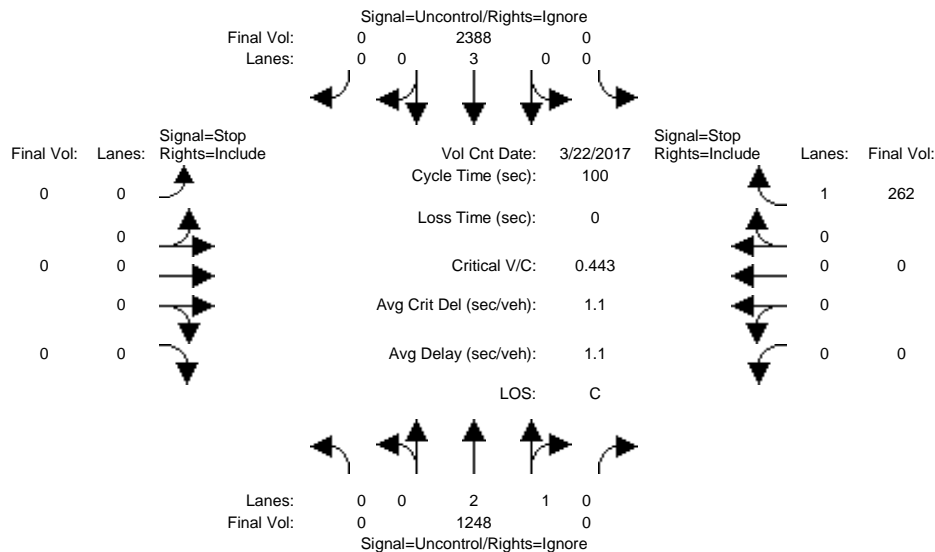 Signal=Uncontrol/Rights=Ignore
Final Vol: 0 2388 0
Lanes: 0 0 3 0 0
Signal=Stop
Final Vol: Lanes: Rights=Include
Vol Cnt Date: 3/22/2017
Signal=Stop
Rights=Include Lanes: Final Vol:
Cycle Time (sec): 100
0 0
1 262
Loss Time (sec): 0
0
0
0 0
Critical V/C: 0.443
0 0
0
Avg Crit Del (sec/veh): 1.1
0
0 0
Avg Delay (sec/veh): 1.1
0 0
LOS: C
Lanes: 0 0 2 1 0
Final Vol: 0 1248 0
Signal=Uncontrol/Rights=Ignore